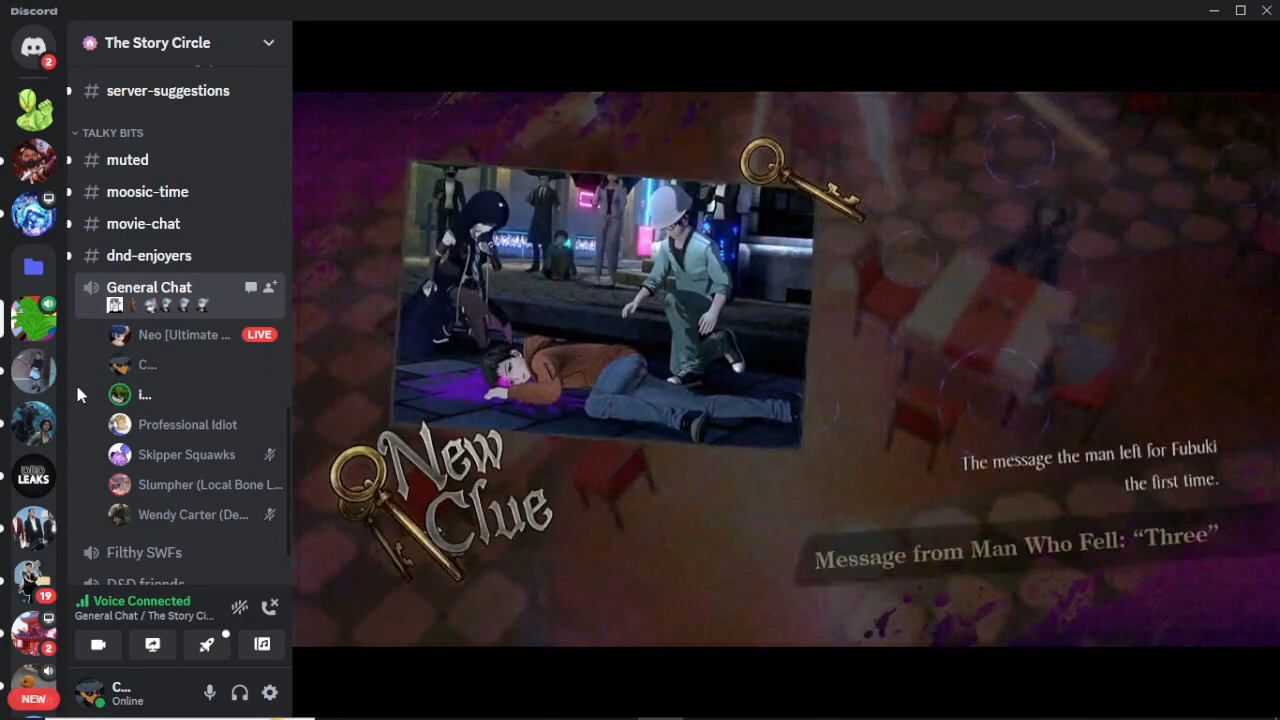 Discord
The Story Circle
server-suggestions
TALKY BITS
muted
moosic-time
movie-chat
dnd-enjoyers
General Chat
Neo [Ultimate ...
LIVE
C...
i...
Professional Idiot
Skipper Squawks
Slumpher (Local Bone L...
Wendy Carter (De...
Filthy SWFs
D&D friends
Voice Connected
General Chat / The Story Ci...
C...
Online
2
LEAKS
19
2
NEW
New
Clue
The message the man left for Fubuki
the first time.
Message from Man Who Fell: “Three”